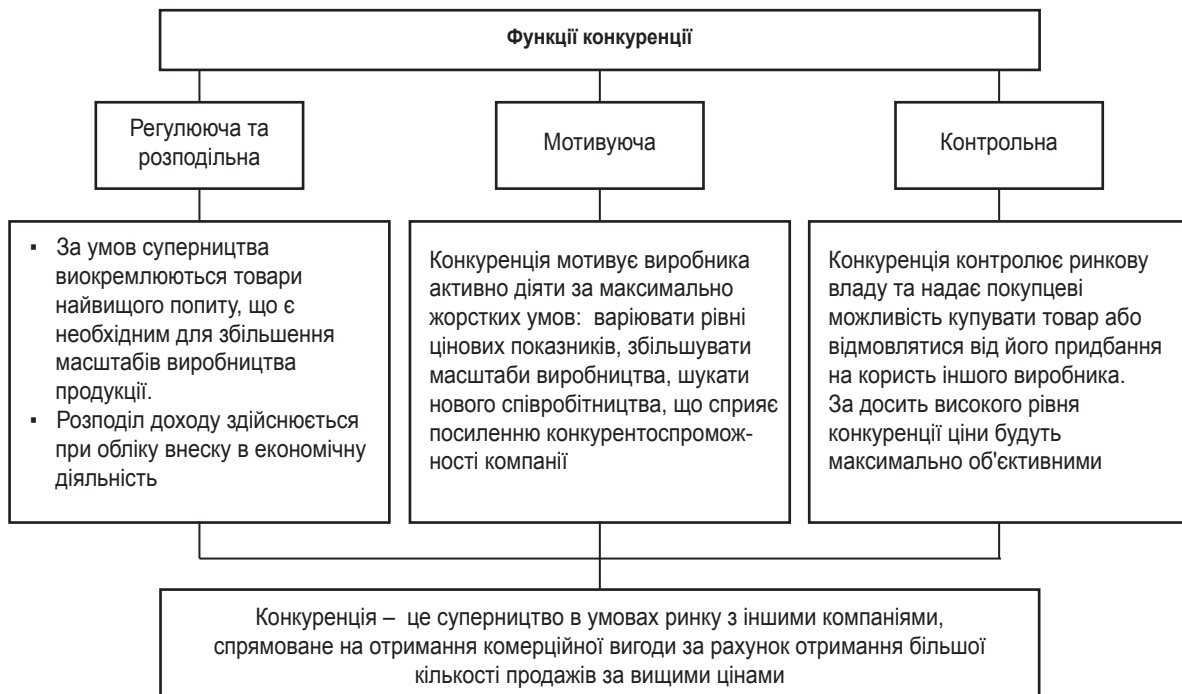 Функції конкуренції
Регулююча та
розподільна
Мотивуюча
Контрольна
▪ За умов суперництва
виокремлюються товари
найвищого попиту, що є
необхідним для збільшення
масштабів виробництва
продукції.
▪ Розподіл доходу здійснюється
при обліку внеску в економічну
діяльність
Конкуренція мотивує виробника
активно діяти за максимально
жорстких умов: варіювати рівні
цінових показників, збільшувати
масштаби виробництва, шукати
нового співробітництва, що сприяє
посиленню конкурентоспромож-
ності компанії
Конкуренція контролює ринкову
владу та надає покупцеві
можливість купувати товар або
відмовлятися від його придбання
на користь іншого виробника.
За досить високого рівня
конкуренції ціни будуть
максимально об'єктивними
Конкуренція – це суперництво в умовах ринку з іншими компаніями,
спрямоване на отримання комерційної вигоди за рахунок отримання більшої
кількості продажів за вищими цінами